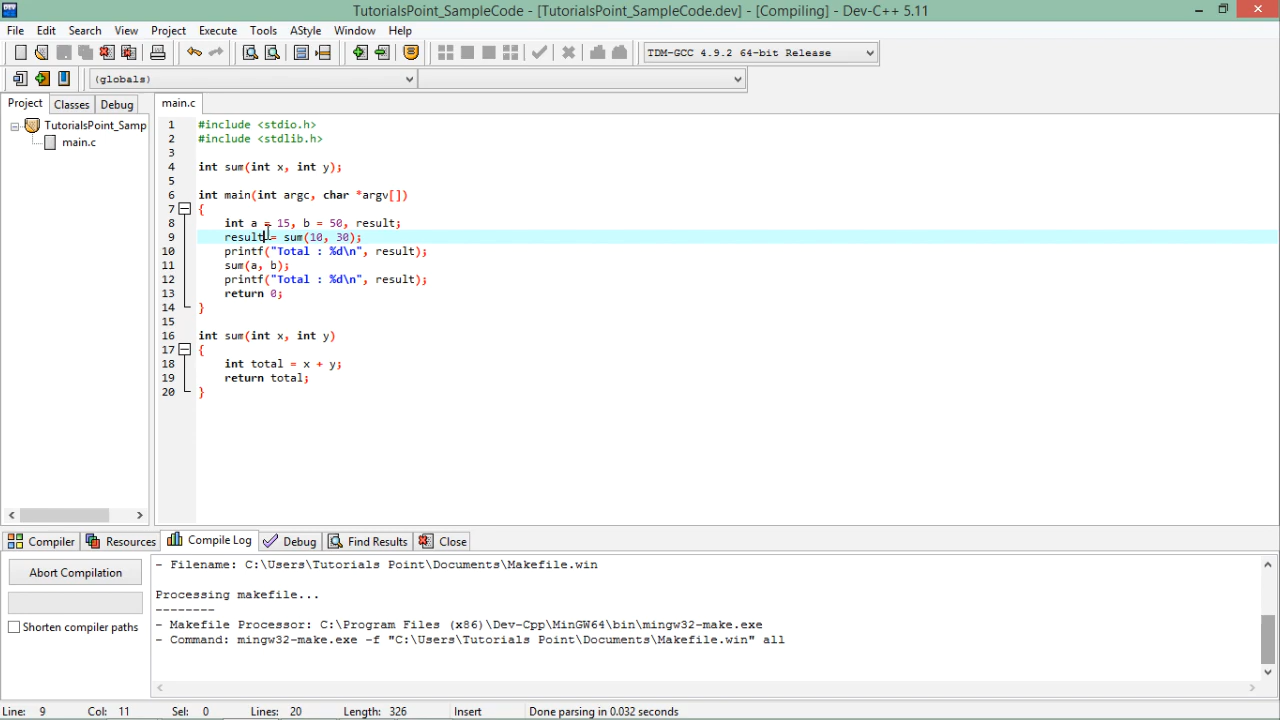 TutorialsPoint_SampleCode - [TutorialsPoint_SampleCode.dev] - [Compiling] - Dev-C++ 5.11
File Edit Search View Project Execute Tools AStyle Window Help
TDM-GCC 4.9.2 64-bit Release
(globals)
Project Classes Debug
main.c
TutorialsPoint_Samp
main.c
1 #include <stdio.h>
2 #include <stdlib.h>
3
4 int sum(int x, int y);
5
6 int main(int argc, char *argv[])
7 {
8 int a = 15, b = 50, result;
9 result = sum(10, 30);
10 printf("Total : %d\n", result);
11 sum(a, b);
12 printf("Total : %d\n", result);
13 return 0;
14 }
15
16 int sum(int x, int y)
17 {
18 int total = x + y;
19 return total;
20 }
Compiler Resources Compile Log Debug Find Results Close
Abort Compilation
Shorten compiler paths
- Filename: C:\Users\Tutorials Point\Documents\Makefile.win
Processing makefile...
--------
- Makefile Processor: C:\Program Files (x86)\Dev-Cpp\MinGW64\bin\mingw32-make.exe
- Command: mingw32-make.exe -f "C:\Users\Tutorials Point\Documents\Makefile.win" all
Line: 9 Col: 11 Sel: 0 Lines: 20 Length: 326 Insert Done parsing in 0.032 seconds